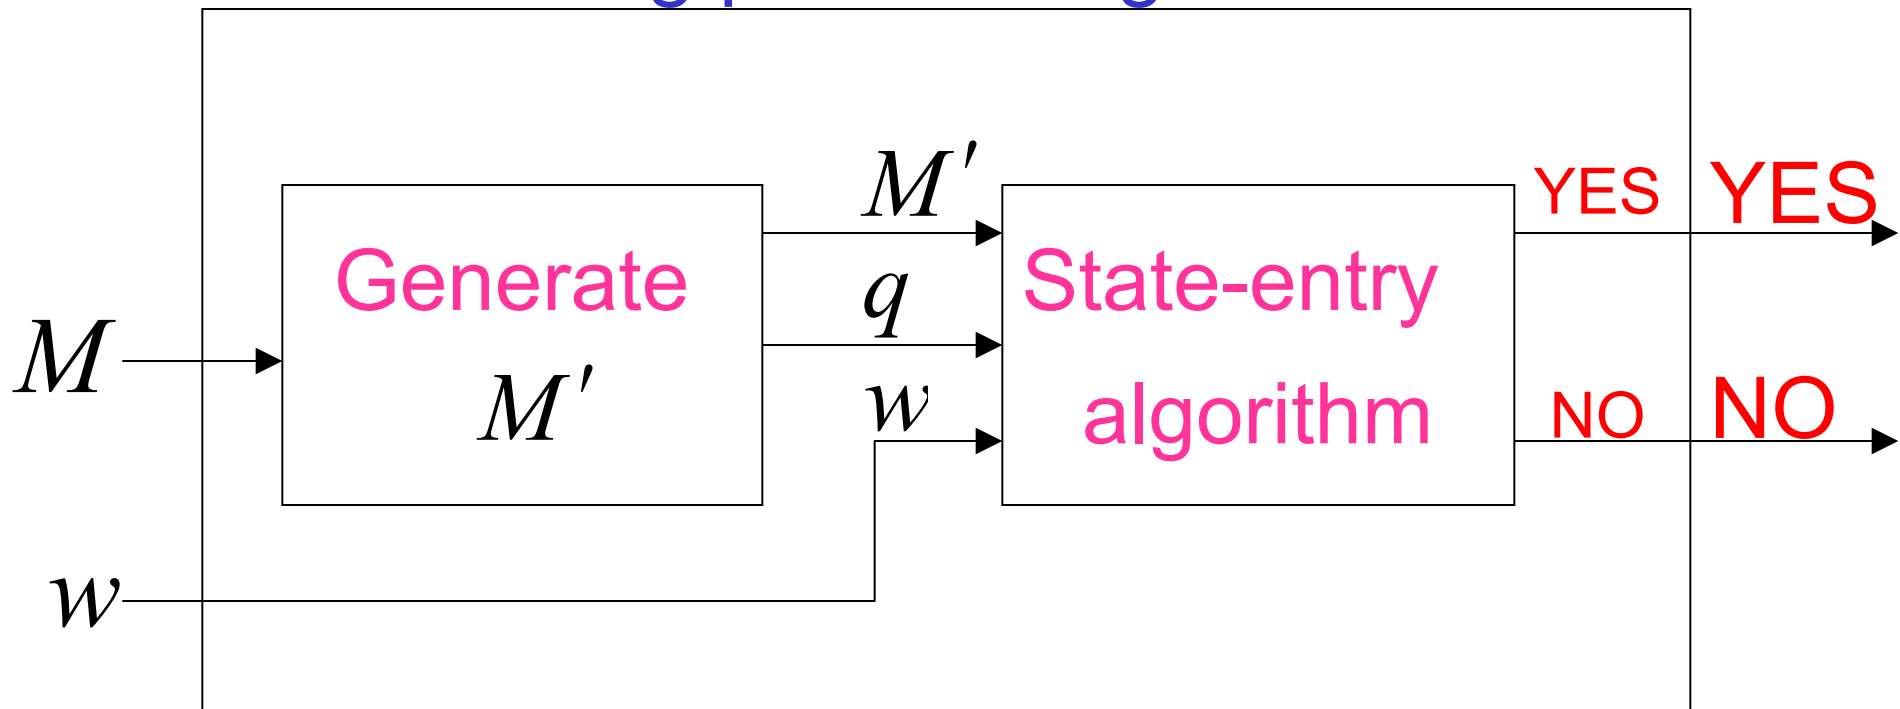 M
w
Generate
M′
M′
q
w
State-entry
algorithm
YES
NO
YES
NO